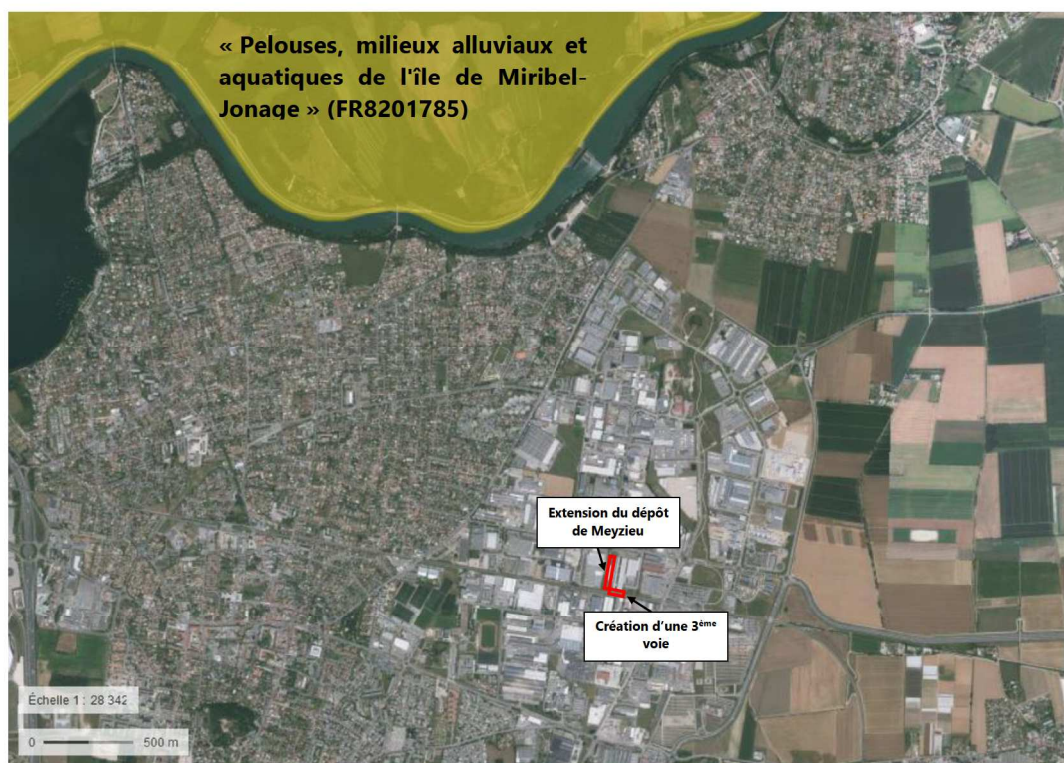 « Pelouses, milieux alluviaux et
aquatiques de l'île de Miribel-
Jonage » (FR8201785)
Extension du dépôt
de Meyzieu
Création d'une 3ème
voie
Échelle 1 : 28 342
0 500 m